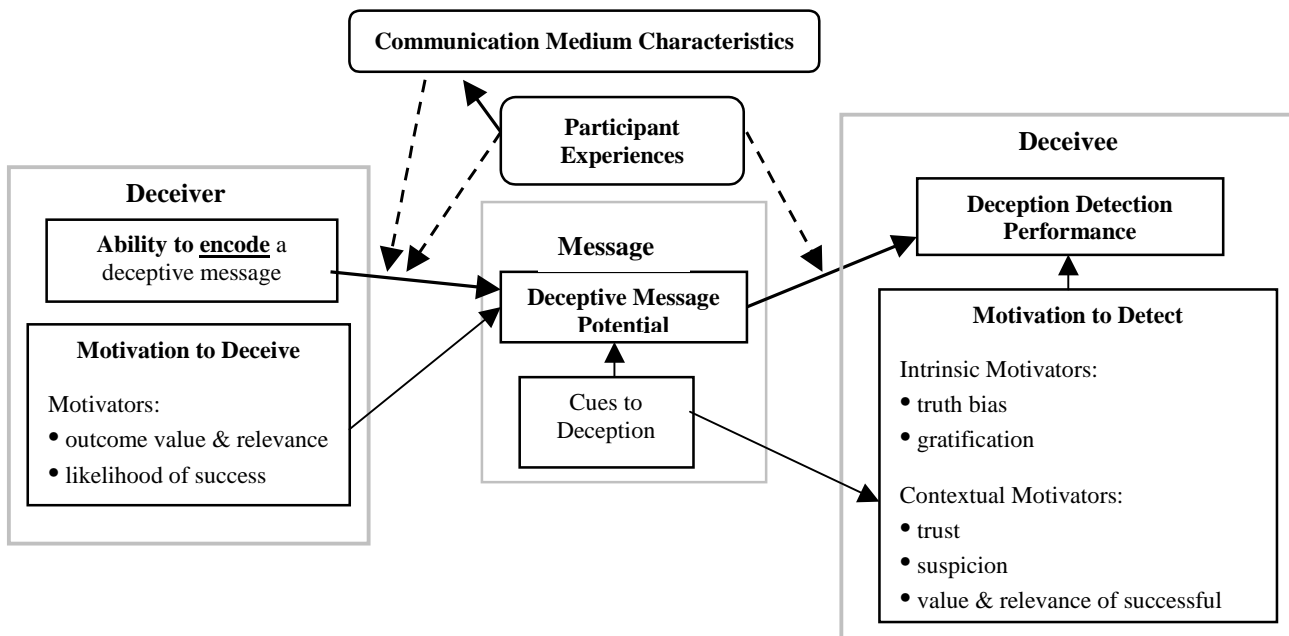 Communication Medium Characteristics
Participant
Experiences
Deceiver
Ability to encode a
deceptive message
Motivation to Deceive
Motivators:
• outcome value & relevance
• likelihood of success
Message
Deceptive Message
Potential
Cues to
Deception
Deceivee
Deception Detection
Performance
Motivation to Detect
Intrinsic Motivators:
• truth bias
• gratification
Contextual Motivators:
• trust
• suspicion
• value & relevance of successful